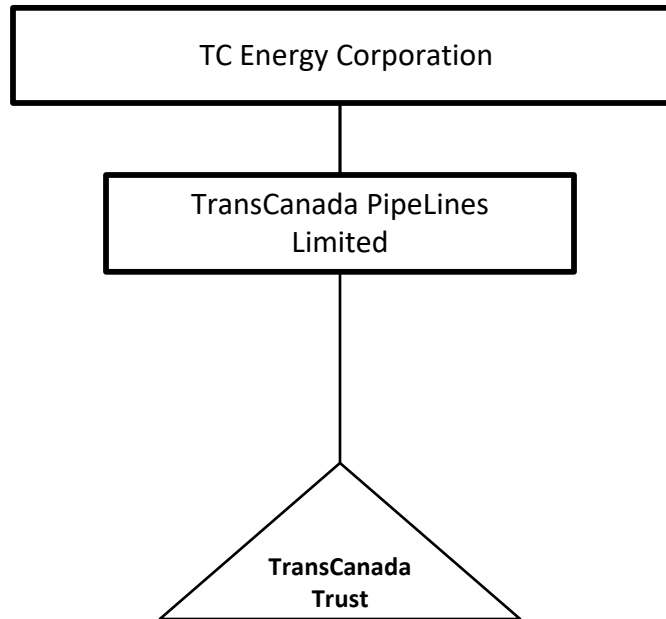 TC Energy Corporation
TransCanada PipeLines
Limited
TransCanada
Trust